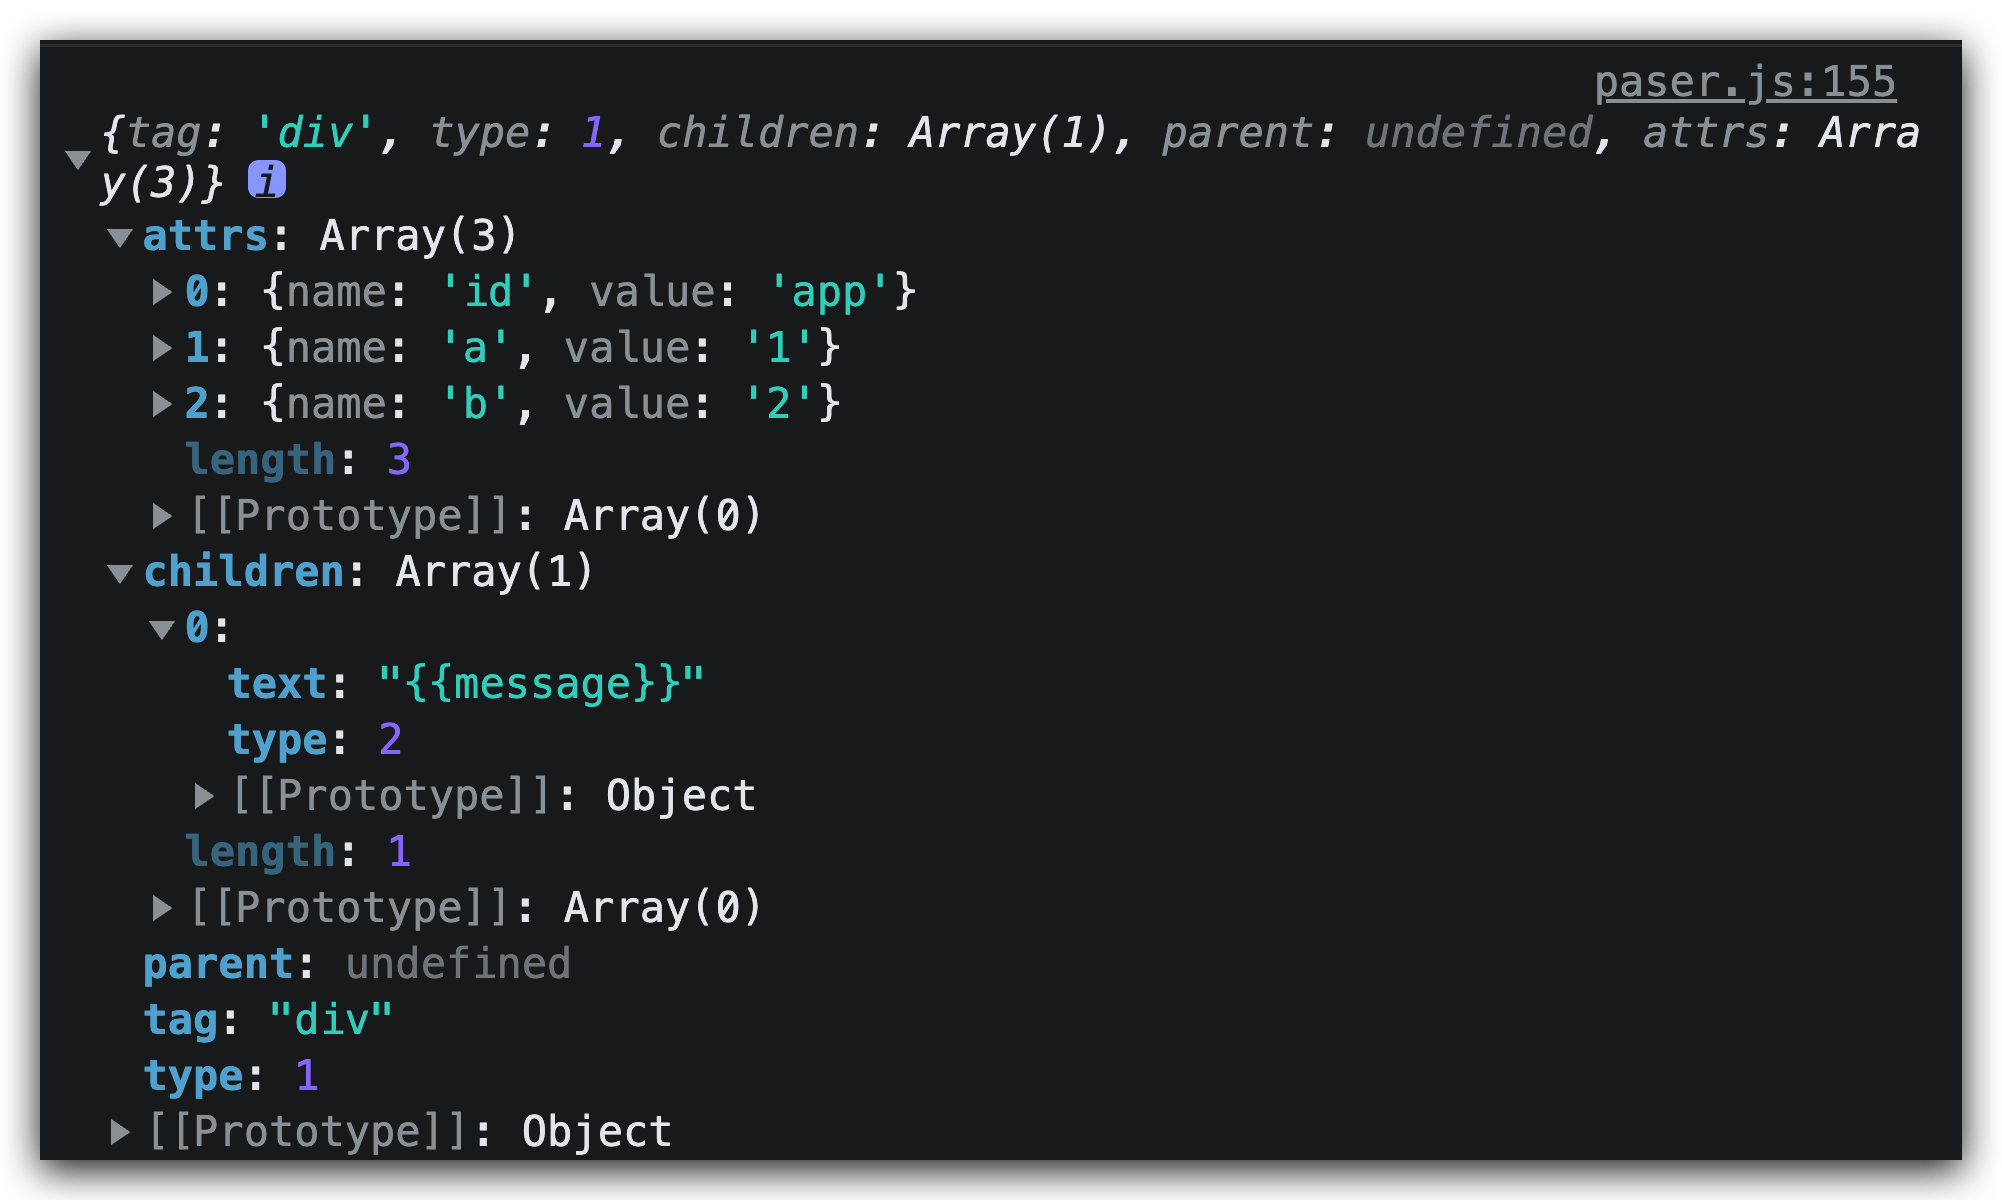 paser.js:155
{tag: 'div', type: 1, children: Array(1), parent: undefined, attrs: Arra
y(3)} i
attrs: Array(3)
0: {name: 'id', value: 'app'}
1: {name: 'a', value: '1'}
2: {name: 'b', value: '2'}
length: 3
[[Prototype]]: Array(0)
children: Array(1)
0:
text: "{{message}}"
type: 2
[[Prototype]]: Object
length: 1
[[Prototype]]: Array(0)
parent: undefined
tag: "div"
type: 1
[[Prototype]]: Object